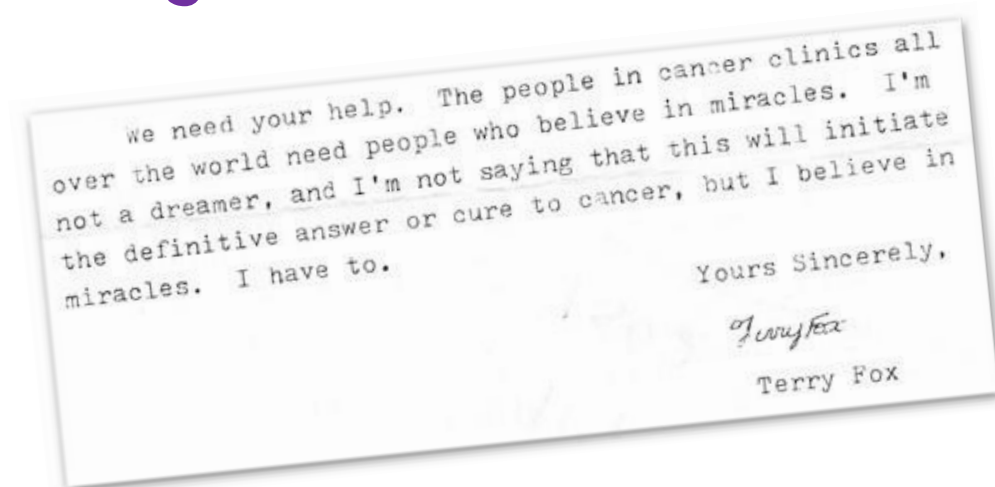 We need your help.  The people in cancer clinics all
over the world need people who believe in miracles.  I'm
not a dreamer, and I'm not saying that this will initiate
the definitive answer or cure to cancer, but I believe in
miracles.  I have to.
Yours Sincerely,
Terry Fox
Terry Fox